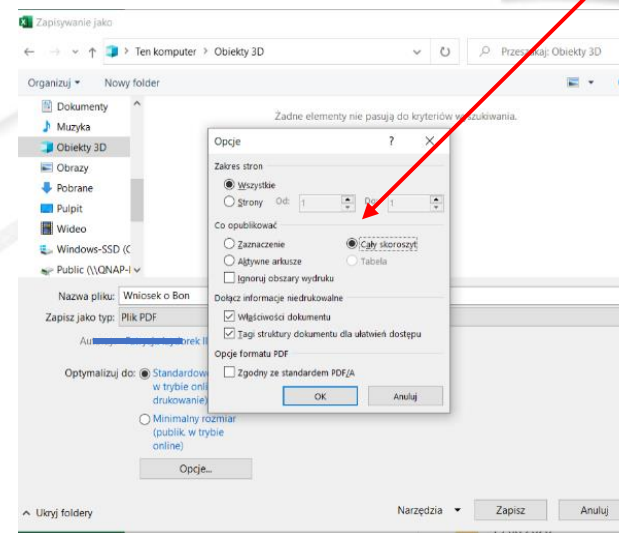 Zapisywanie jako
Ten komputer > Obiekty 3D
Przeszukaj: Obiekty 3D
Organizuj
Nowy folder
Dokumenty
Muzyka
Obiekty 3D
Obrazy
Pobrane
Pulpit
Wideo
Windows-SSD (C
Public (\\QNAP-I
Żadne elementy nie pasują do kryteriów wyszukiwania.
Opcje
?
Zakres stron
Wszystkie
Strony Od: 1 Do: 1
Co opublikować
Zaznaczenie
Cały skoroszyt
Aktywne arkusze
Tabela
Ignoruj obszary wydruku
Dołącz informacje niedrukowalne
Właściwości dokumentu
Tagi struktury dokumentu dla ułatwień dostępu
Opcje formatu PDF
Zgodny ze standardem PDF/A
OK
Anuluj
Nazwa pliku: Wniosek o Bon
Zapisz jako typ: Plik PDF
Optymalizuj do: Standardow
w trybie onli
drukowanie)
Minimalny rozmiar
(publik. w trybie
online)
Opcje...
Ukryj foldery
Narzędzia
Zapisz
Anuluj